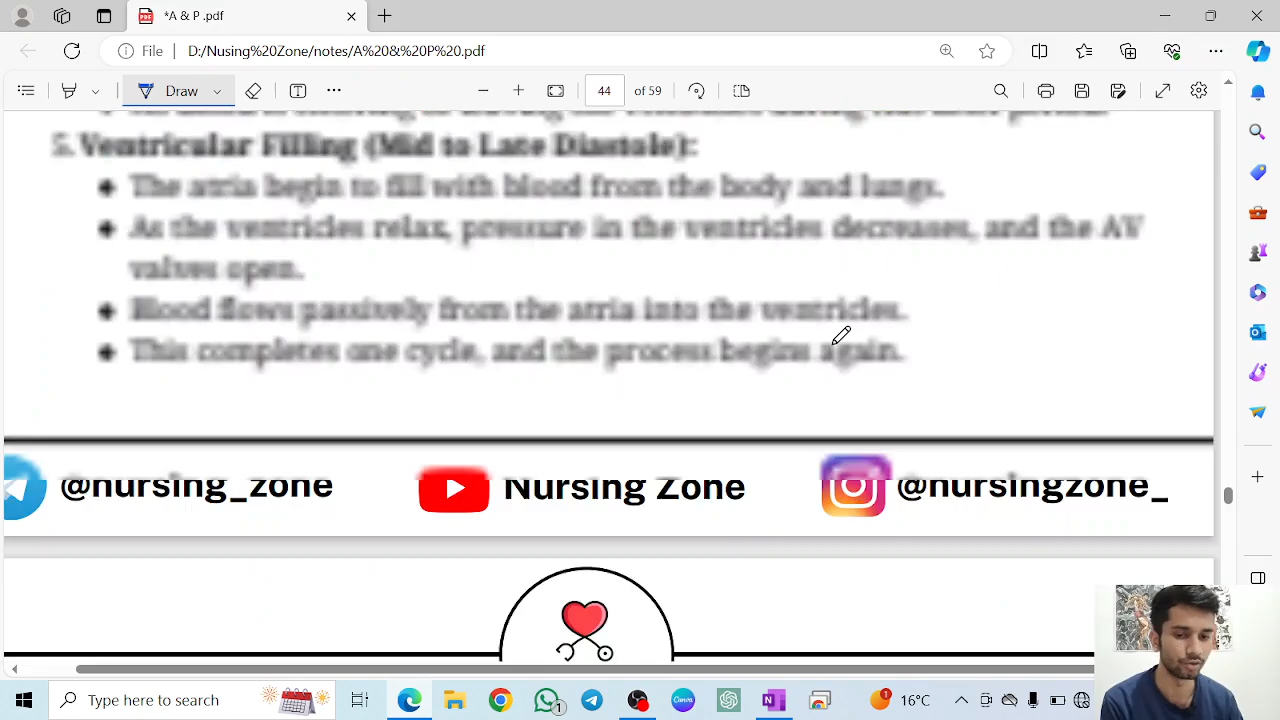 *A & P .pdf
File D:/Nusing%20Zone/notes/A%20&%20P%20.pdf
Draw 44 of 59
5. Ventricular Filling (Mid to Late Diastole):
The atria begin to fill with blood from the body and lungs.
As the ventricles relax, pressure in the ventricles decreases, and the AV
valves open.
Blood flows passively from the atria into the ventricles.
This completes one cycle, and the process begins again.
@nursing_zone Nursing Zone @nursingzone_
Type here to search 1 Canva 1 16°C